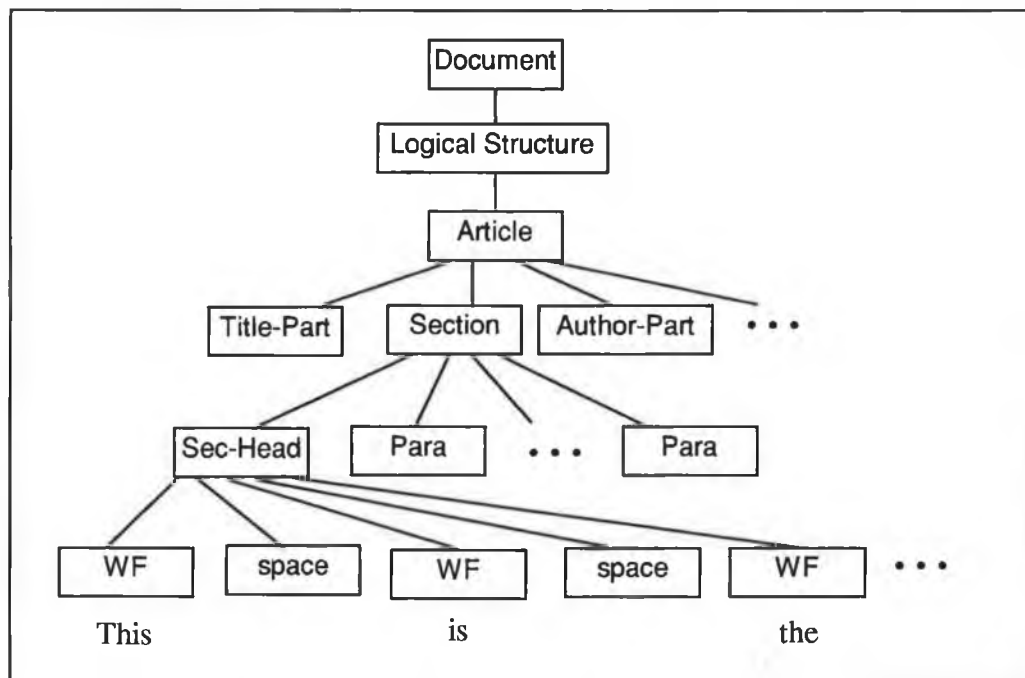 Document
Logical Structure
Article
Title-Part Section Author-Part • • •
Sec-Head Para • • • Para
WF space WF space WF • • •
This is the